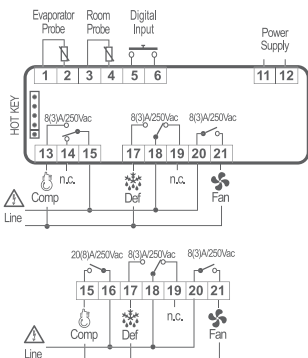 Evaporator Probe
Room Probe
Digital Input
Power Supply
1 2 3 4 5 6 11 12
HOT KEY
8(3)A/250Vac 8(3)A/250Vac 8(3)A/250Vac
13 14 15 17 18 19 20 21
Comp n.c. Def n.c. Fan
Line
20(8)A/250Vac 8(3)A/250Vac 8(3)A/250Vac
15 16 17 18 19 20 21
Comp Def n.c. Fan
Line